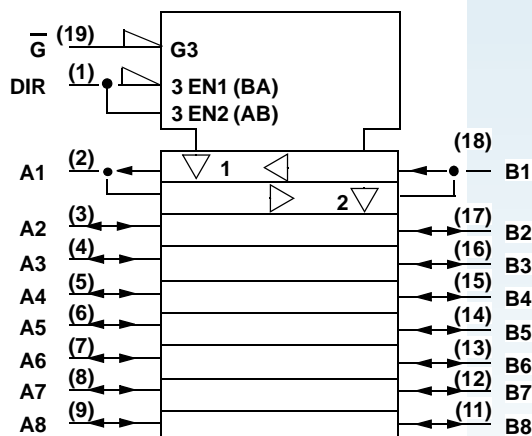 G̅ (19) G3
DIR (1) 3 EN1 (BA)
3 EN2 (AB)
(18)
A1 (2) 1 B1
2
A2 (3) (17) B2
A3 (4) (16) B3
A4 (5) (15) B4
A5 (6) (14) B5
A6 (7) (13) B6
A7 (8) (12) B7
A8 (9) (11) B8